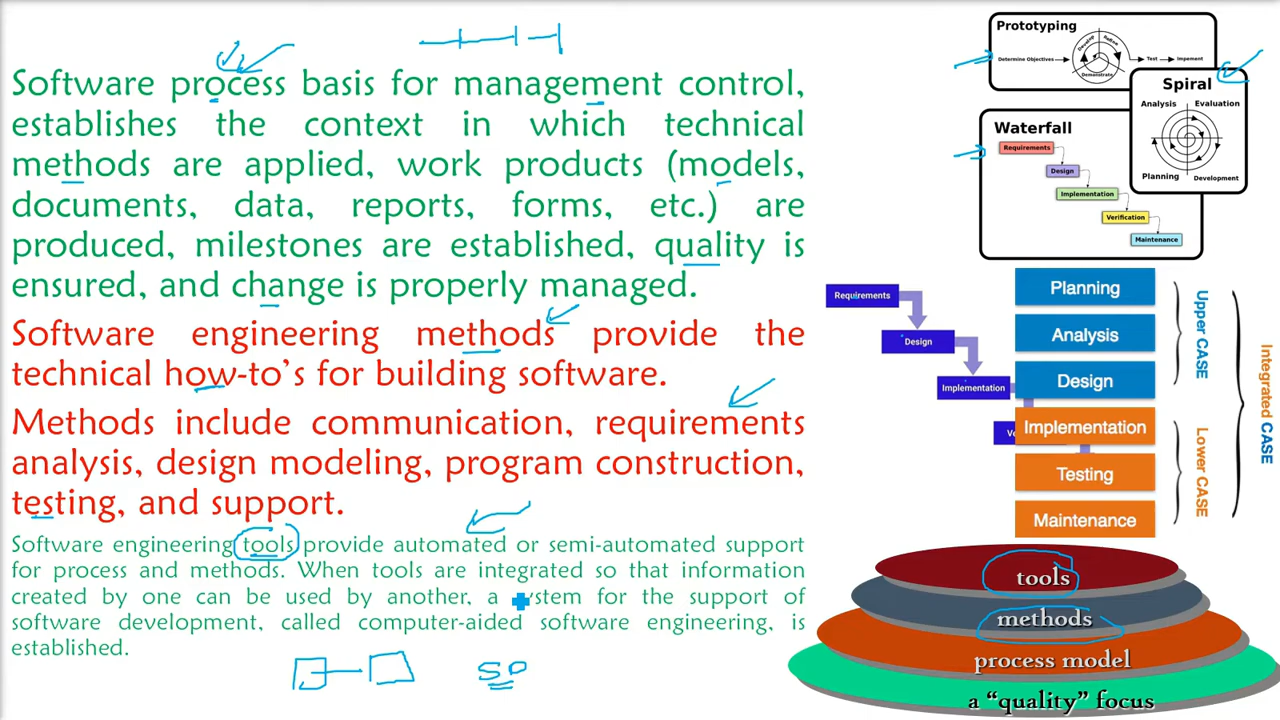 Software process basis for management control,
establishes the context in which technical
methods are applied, work products (models,
documents, data, reports, forms, etc.) are
produced, milestones are established, quality is
ensured, and change is properly managed.
Software engineering methods provide the
technical how-to's for building software.
Methods include communication, requirements
analysis, design modeling, program construction,
testing, and support.
Software engineering tools provide automated or semi-automated support
for process and methods. When tools are integrated so that information
created by one can be used by another, a system for the support of
software development, called computer-aided software engineering, is
established.
SD
Prototyping
Determine Objectives
Develop
Refine
Demonstrate
Test
Impement
Spiral
Analysis
Evaluation
Planning
Development
Waterfall
Requirements
Design
Implementation
Verification
Maintenance
Requirements
Design
Implementation
Planning
Analysis
Design
Implementation
Testing
Maintenance
Upper CASE
Lower CASE
Integrated CASE
tools
methods
process model
a “quality” focus